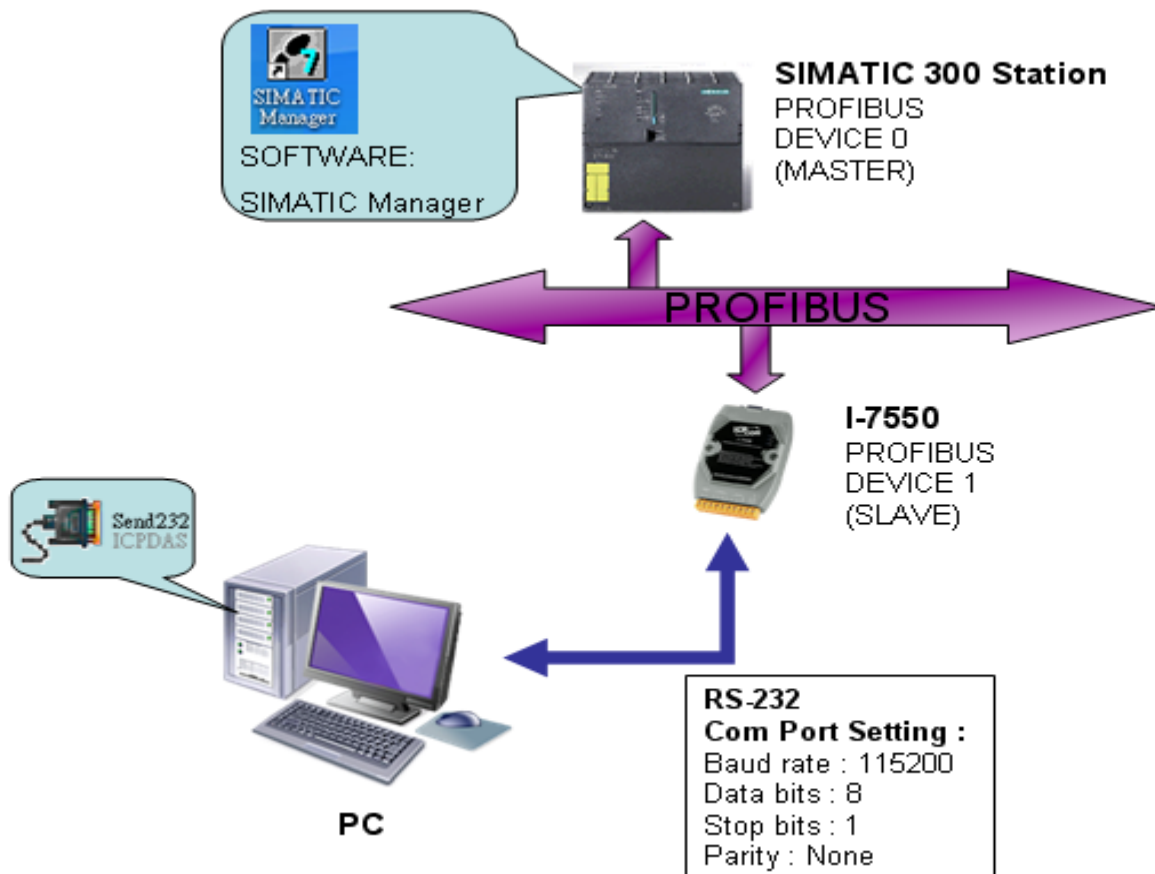 SIMATIC
Manager
SOFTWARE:
SIMATIC Manager
SIMATIC 300 Station
PROFIBUS
DEVICE 0
(MASTER)
PROFIBUS
I-7550
PROFIBUS
DEVICE 1
(SLAVE)
Send232
ICPDAS
PC
RS-232
Com Port Setting :
Baud rate : 115200
Data bits : 8
Stop bits : 1
Parity : None